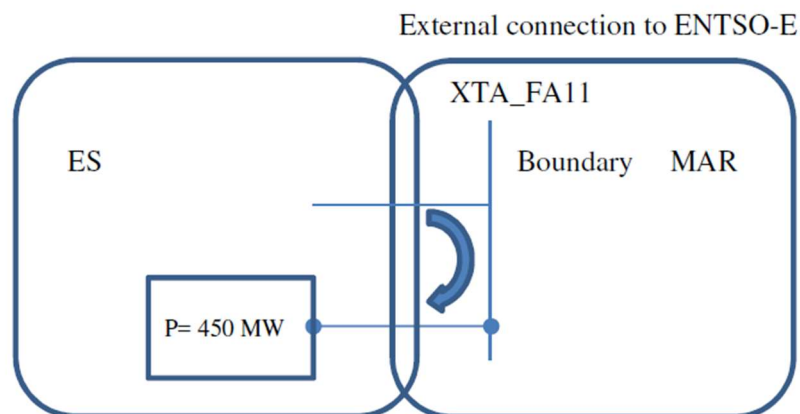 External connection to ENTSO-E
XTA_FA11
ES
Boundary MAR
P= 450 MW